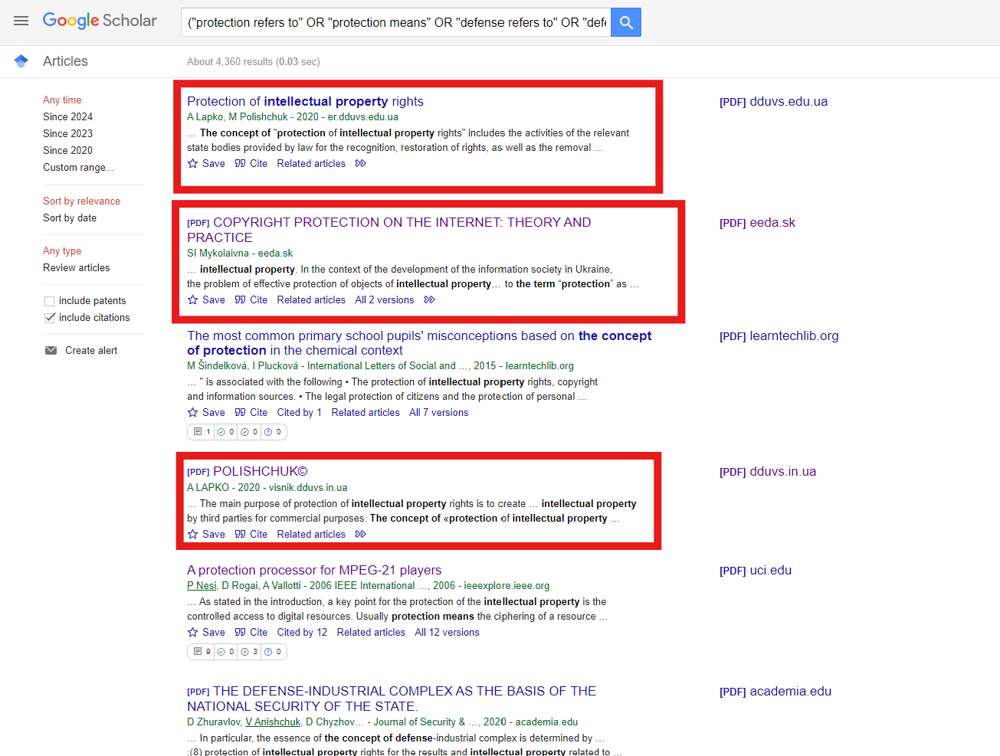 Google Scholar
("protection refers to" OR "protection means" OR "defense refers to" OR "defe
Articles
About 4,360 results (0.03 sec)
Any time
Since 2024
Since 2023
Since 2020
Custom range...
Sort by relevance
Sort by date
Any type
Review articles
include patents
include citations
Create alert
Protection of intellectual property rights
A Lapko, M Polishchuk - 2020 - er.dduvs.edu.ua
… The concept of "protection of intellectual property rights" includes the activities of the relevant
state bodies provided by law for the recognition, restoration of rights, as well as the removal …
Save Cite Related articles
[PDF] dduvs.edu.ua
[PDF] COPYRIGHT PROTECTION ON THE INTERNET: THEORY AND
PRACTICE
SI Mykolaivna - eeda.sk
… intellectual property. In the context of the development of the information society in Ukraine,
the problem of effective protection of objects of intellectual property… to the term “protection” as …
Save Cite Related articles All 2 versions
[PDF] eeda.sk
The most common primary school pupils' misconceptions based on the concept
of protection in the chemical context
M Šindelková, I Plucková - International Letters of Social and …, 2015 - learntechlib.org
… " is associated with the following • The protection of intellectual property rights, copyright
and information sources. • The legal protection of citizens and the protection of personal …
Save Cite Cited by 1 Related articles All 7 versions
1 0 0 0
[PDF] learntechlib.org
[PDF] POLISHCHUK©
A LAPKO - 2020 - visnik.dduvs.in.ua
… The main purpose of protection of intellectual property rights is to create … intellectual property
by third parties for commercial purposes. The concept of «protection of intellectual property …
Save Cite Related articles
[PDF] dduvs.in.ua
A protection processor for MPEG-21 players
P Nesi, D Rogai, A Vallotti - 2006 IEEE International …, 2006 - ieeexplore.ieee.org
… As stated in the introduction, a key point for the protection of the intellectual property is the
controlled access to digital resources. Usually protection means the ciphering of a resource …
Save Cite Cited by 12 Related articles All 12 versions
9 0 3 0
[PDF] uci.edu
[PDF] THE DEFENSE-INDUSTRIAL COMPLEX AS THE BASIS OF THE
NATIONAL SECURITY OF THE STATE.
D Zhuravlov, V Anishchuk, D Chyzhov… - Journal of Security & …, 2020 - academia.edu
… In particular, the essence of the concept of defense-industrial complex is determined by …
:(8) protection of intellectual property rights for the results and intellectual property related to …
[PDF] academia.edu